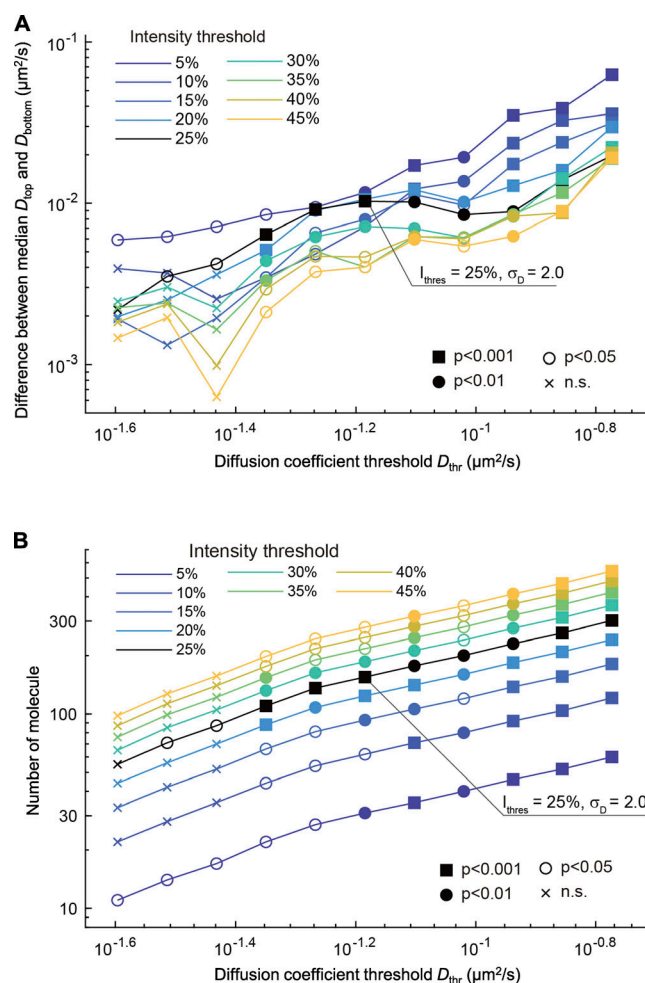 A
Difference between median D_top and D_bottom (μm²/s)
10⁻¹
10⁻²
10⁻³
Intensity threshold
5%
10%
15%
20%
25%
30%
35%
40%
45%
I_thres = 25%, σ_D = 2.0
p<0.001
p<0.05
p<0.01
n.s.
10⁻¹·⁶
10⁻¹·⁴
10⁻¹·²
10⁻¹
10⁻⁰·⁸
Diffusion coefficient threshold D_thr (μm²/s)
B
Number of molecule
300
100
30
10
Intensity threshold
5%
10%
15%
20%
25%
30%
35%
40%
45%
I_thres = 25%, σ_D = 2.0
p<0.001
p<0.05
p<0.01
n.s.
10⁻¹·⁶
10⁻¹·⁴
10⁻¹·²
10⁻¹
10⁻⁰·⁸
Diffusion coefficient threshold D_thr (μm²/s)